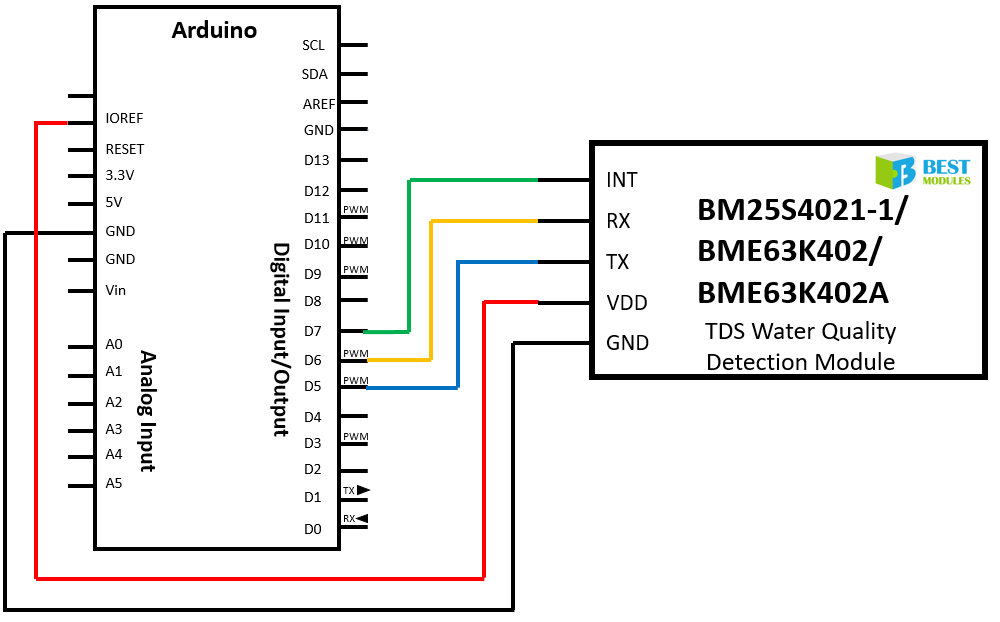 Arduino
SCL
SDA
AREF
GND
D13
D12
PWM
D11
PWM
D10
PWM
D9
D8
D7
PWM
D6
PWM
D5
D4
PWM
D3
D2
TX
D1
RX
D0
Digital Input/Output
IOREF
RESET
3.3V
5V
GND
GND
Vin
A0
A1
A2
A3
A4
A5
Analog Input
INT
RX
TX
VDD
GND
BEST
MODULES
BM25S4021-1/
BME63K402/
BME63K402A
TDS Water Quality
Detection Module